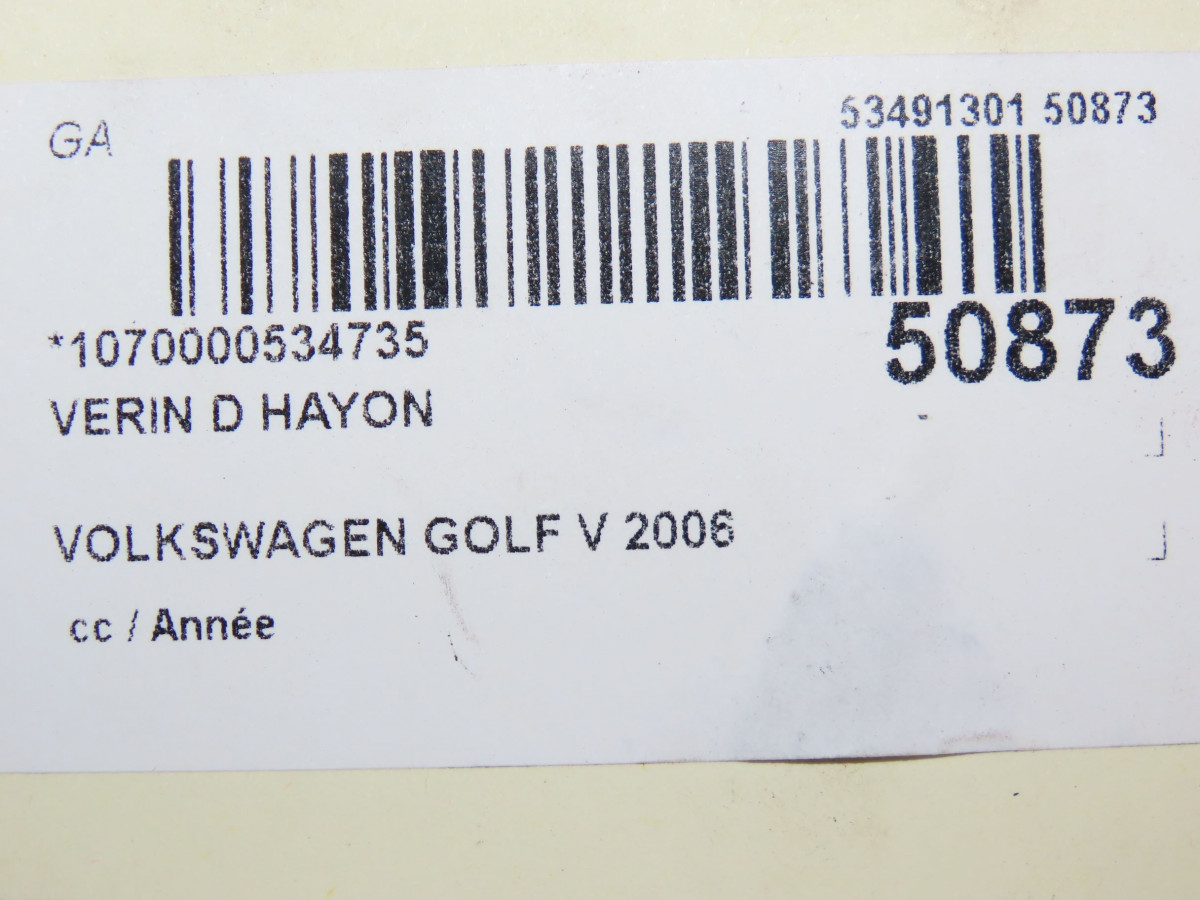 GA
53491301 50873
*1070000534735
50873
VERIN D HAYON
VOLKSWAGEN GOLF V 2006
cc / Année